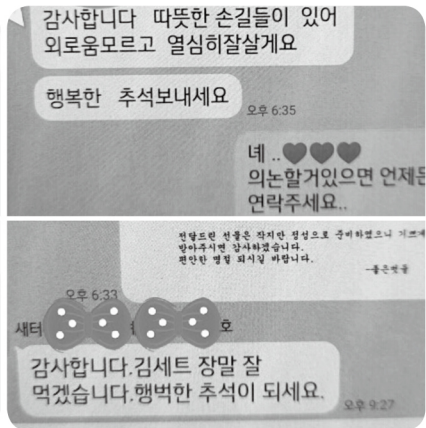 감사합니다 따뜻한 손길들이 있어
외로움모르고 열심히잘살게요
행복한 추석보내세요
오후 6:35
녜 ..♥♥♥
의논할거있으면 언제든
연락주세요..
전달드린 선물은 작지만 정성으로 준비하였으니 기쁘게
받아주시면 감사하겠습니다.
편안한 명절 되시길 바랍니다.
오후 6:33
새터
호
감사합니다.김세트 장말 잘
먹겠습니다.행벅한 추석이 되세요.
오후 9:27